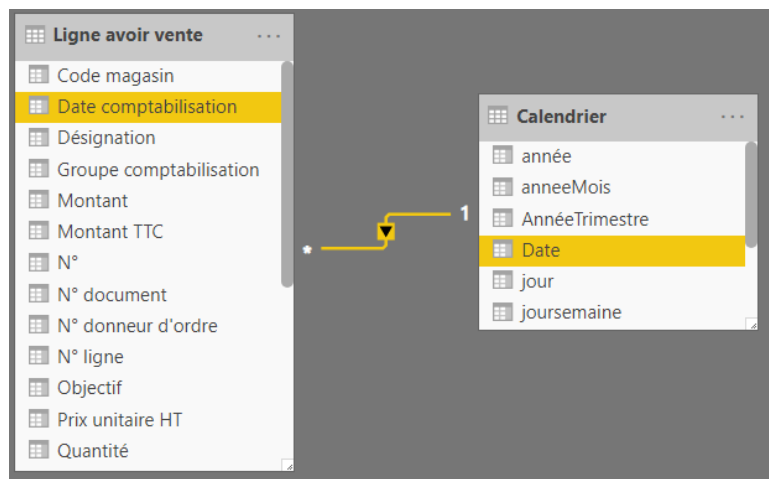 Ligne avoir vente
Code magasin
Date comptabilisation
Désignation
Groupe comptabilisation
Montant
Montant TTC
N°
N° document
N° donneur d'ordre
N° ligne
Objectif
Prix unitaire HT
Quantité
*
1
Calendrier
année
anneeMois
AnnéeTrimestre
Date
jour
joursemaine